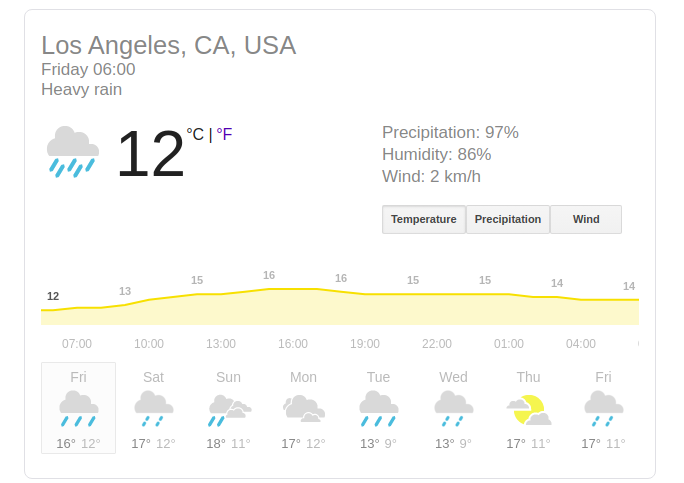 Los Angeles, CA, USA
Friday 06:00
Heavy rain
12 °C | °F
Precipitation: 97%
Humidity: 86%
Wind: 2 km/h
Temperature Precipitation Wind
12 13 15 16 16 15 15 14 14
07:00 10:00 13:00 16:00 19:00 22:00 01:00 04:00
Fri Sat Sun Mon Tue Wed Thu Fri
16° 12° 17° 12° 18° 11° 17° 12° 13° 9° 13° 9° 17° 11° 17° 11°